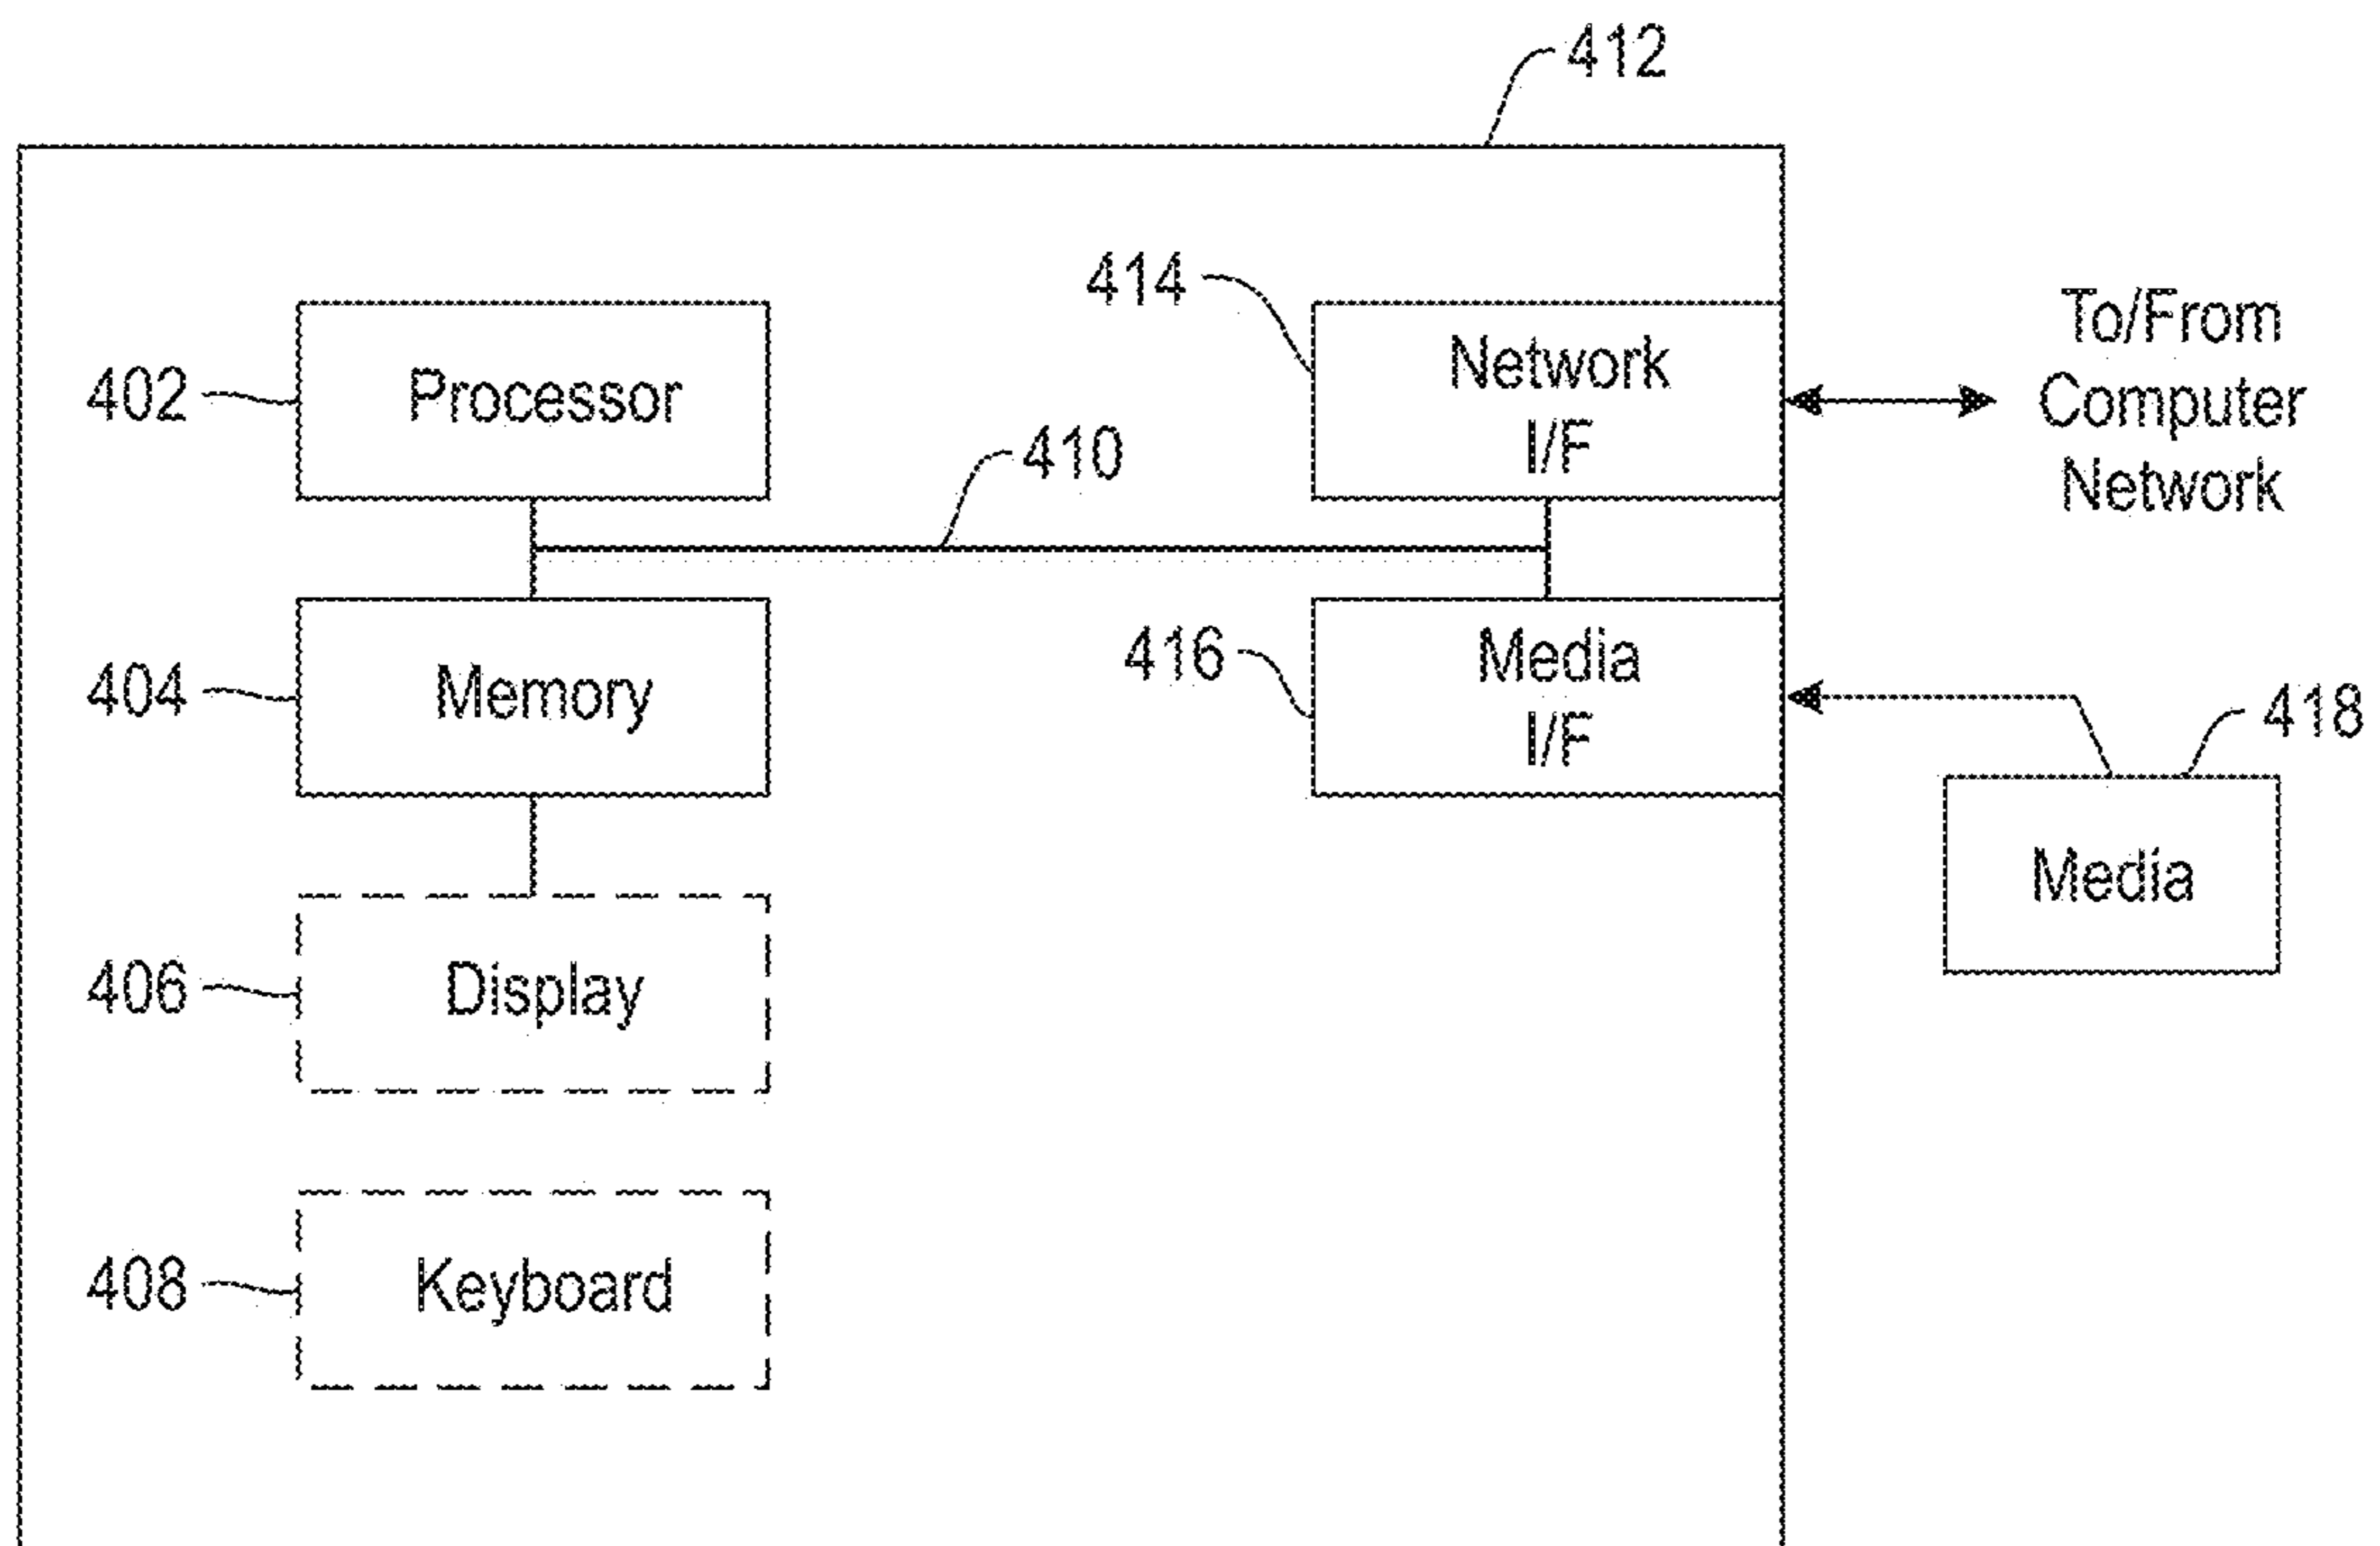 412
414
Network
I/F
To/From
Computer
Network
402
Processor
410
404
Memory
416
Media
I/F
418
Media
406
Display
408
Keyboard